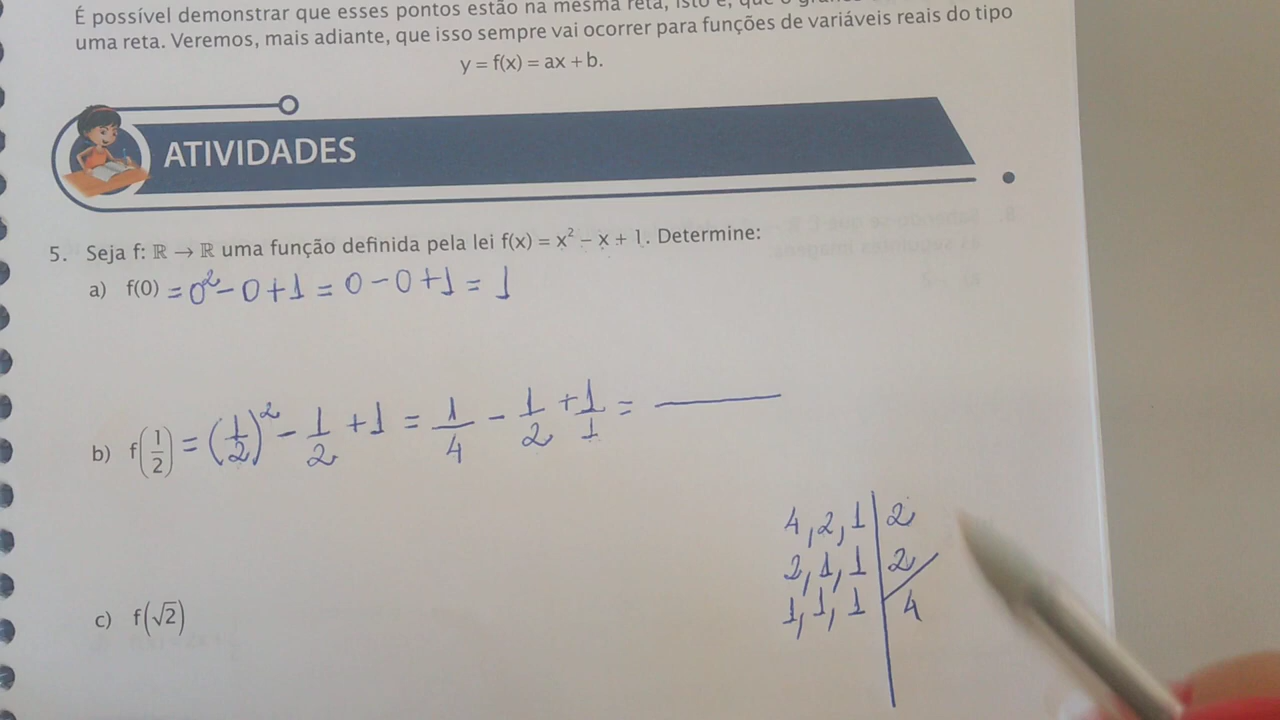 É possível demonstrar que esses pontos estão na mesma reta, isto é, que o
uma reta. Veremos, mais adiante, que isso sempre vai ocorrer para funções de variáveis reais do tipo
y = f(x) = ax + b.
ATIVIDADES
5. Seja f: ℝ → ℝ uma função definida pela lei f(x) = x² − x + 1. Determine:
a) f(0) = 0² − 0 + 1 = 0 − 0 + 1 = 1
b) f(1/2) = (1/2)² − 1/2 + 1 = 1/4 − 1/2 + 1/1 =
4, 2, 1 | 2
2, 1, 1 | 2
1, 1, 1 | 4
c) f(√2)